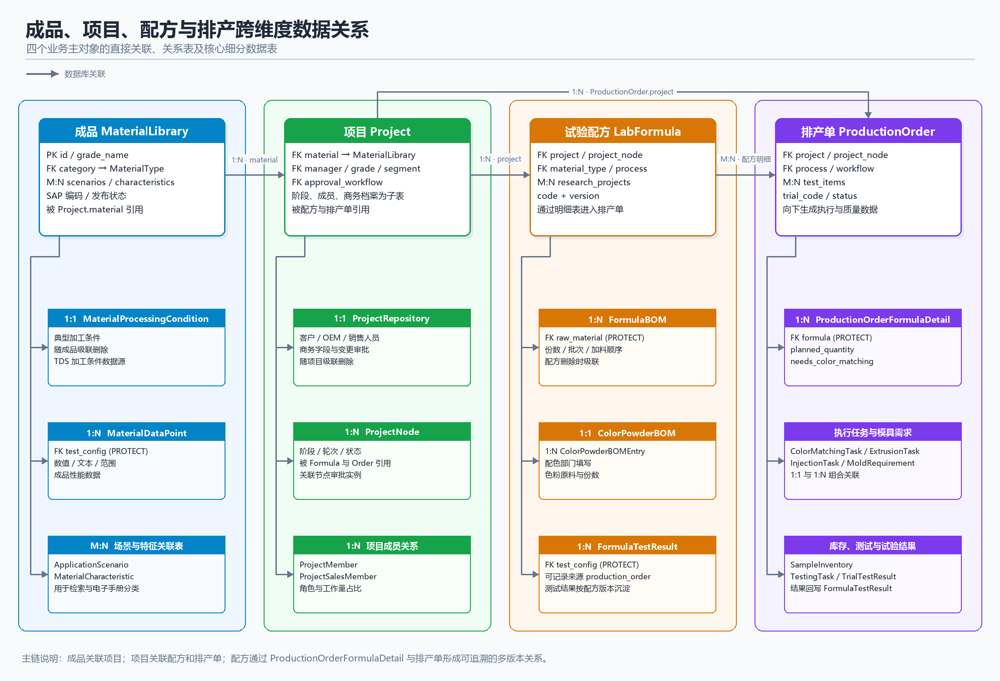 成品、项目、配方与排产跨维度数据关系
四个业务主对象的直接关联、关系表及核心细分数据表
数据库关联
1:N · ProductionOrder.project
成品 MaterialLibrary
PK id / grade_name
FK category → MaterialType
M:N scenarios / characteristics
SAP 编码 / 发布状态
被 Project.material 引用
1:N · material
项目 Project
FK material → MaterialLibrary
FK manager / grade / segment
FK approval_workflow
阶段、成员、商务档案为子表
被配方与排产单引用
1:N · project
试验配方 LabFormula
FK project / project_node
FK material_type / process
M:N research_projects
code + version
通过明细表进入排产单
M:N · 配方明细
排产单 ProductionOrder
FK project / project_node
FK process / workflow
M:N test_items
trial_code / status
向下生成执行与质量数据
1:1 MaterialProcessingCondition
典型加工条件
随成品级联删除
TDS 加工条件数据源
1:N MaterialDataPoint
FK test_config (PROTECT)
数值 / 文本 / 范围
成品性能数据
M:N 场景与特征关联表
ApplicationScenario
MaterialCharacteristic
用于检索与电子手册分类
1:1 ProjectRepository
客户 / OEM / 销售人员
商务字段与变更审批
随项目级联删除
1:N ProjectNode
阶段 / 轮次 / 状态
被 Formula 与 Order 引用
关联节点审批实例
1:N 项目成员关系
ProjectMember
ProjectSalesMember
角色与工作量占比
1:N FormulaBOM
FK raw_material (PROTECT)
份数 / 批次 / 加料顺序
配方删除时级联
1:1 ColorPowderBOM
1:N ColorPowderBOMEntry
配色部门填写
色粉原料与份数
1:N FormulaTestResult
FK test_config (PROTECT)
可记录来源 production_order
测试结果按配方版本沉淀
1:N ProductionOrderFormulaDetail
FK formula (PROTECT)
planned_quantity
needs_color_matching
执行任务与模具需求
ColorMatchingTask / ExtrusionTask
InjectionTask / MoldRequirement
1:1 与 1:N 组合关联
库存、测试与试验结果
SampleInventory
TestingTask / TrialTestResult
结果回写 FormulaTestResult
主链说明：成品关联项目；项目关联配方和排产单；配方通过 ProductionOrderFormulaDetail 与排产单形成可追溯的多版本关系。